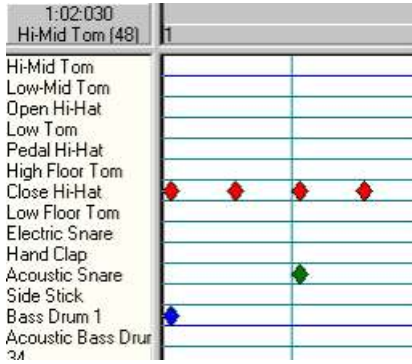 1:02:030
Hi-Mid Tom (48)
1
Hi-Mid Tom
Low-Mid Tom
Open Hi-Hat
Low Tom
Pedal Hi-Hat
High Floor Tom
Close Hi-Hat
Low Floor Tom
Electric Snare
Hand Clap
Acoustic Snare
Side Stick
Bass Drum 1
Acoustic Bass Drur
34